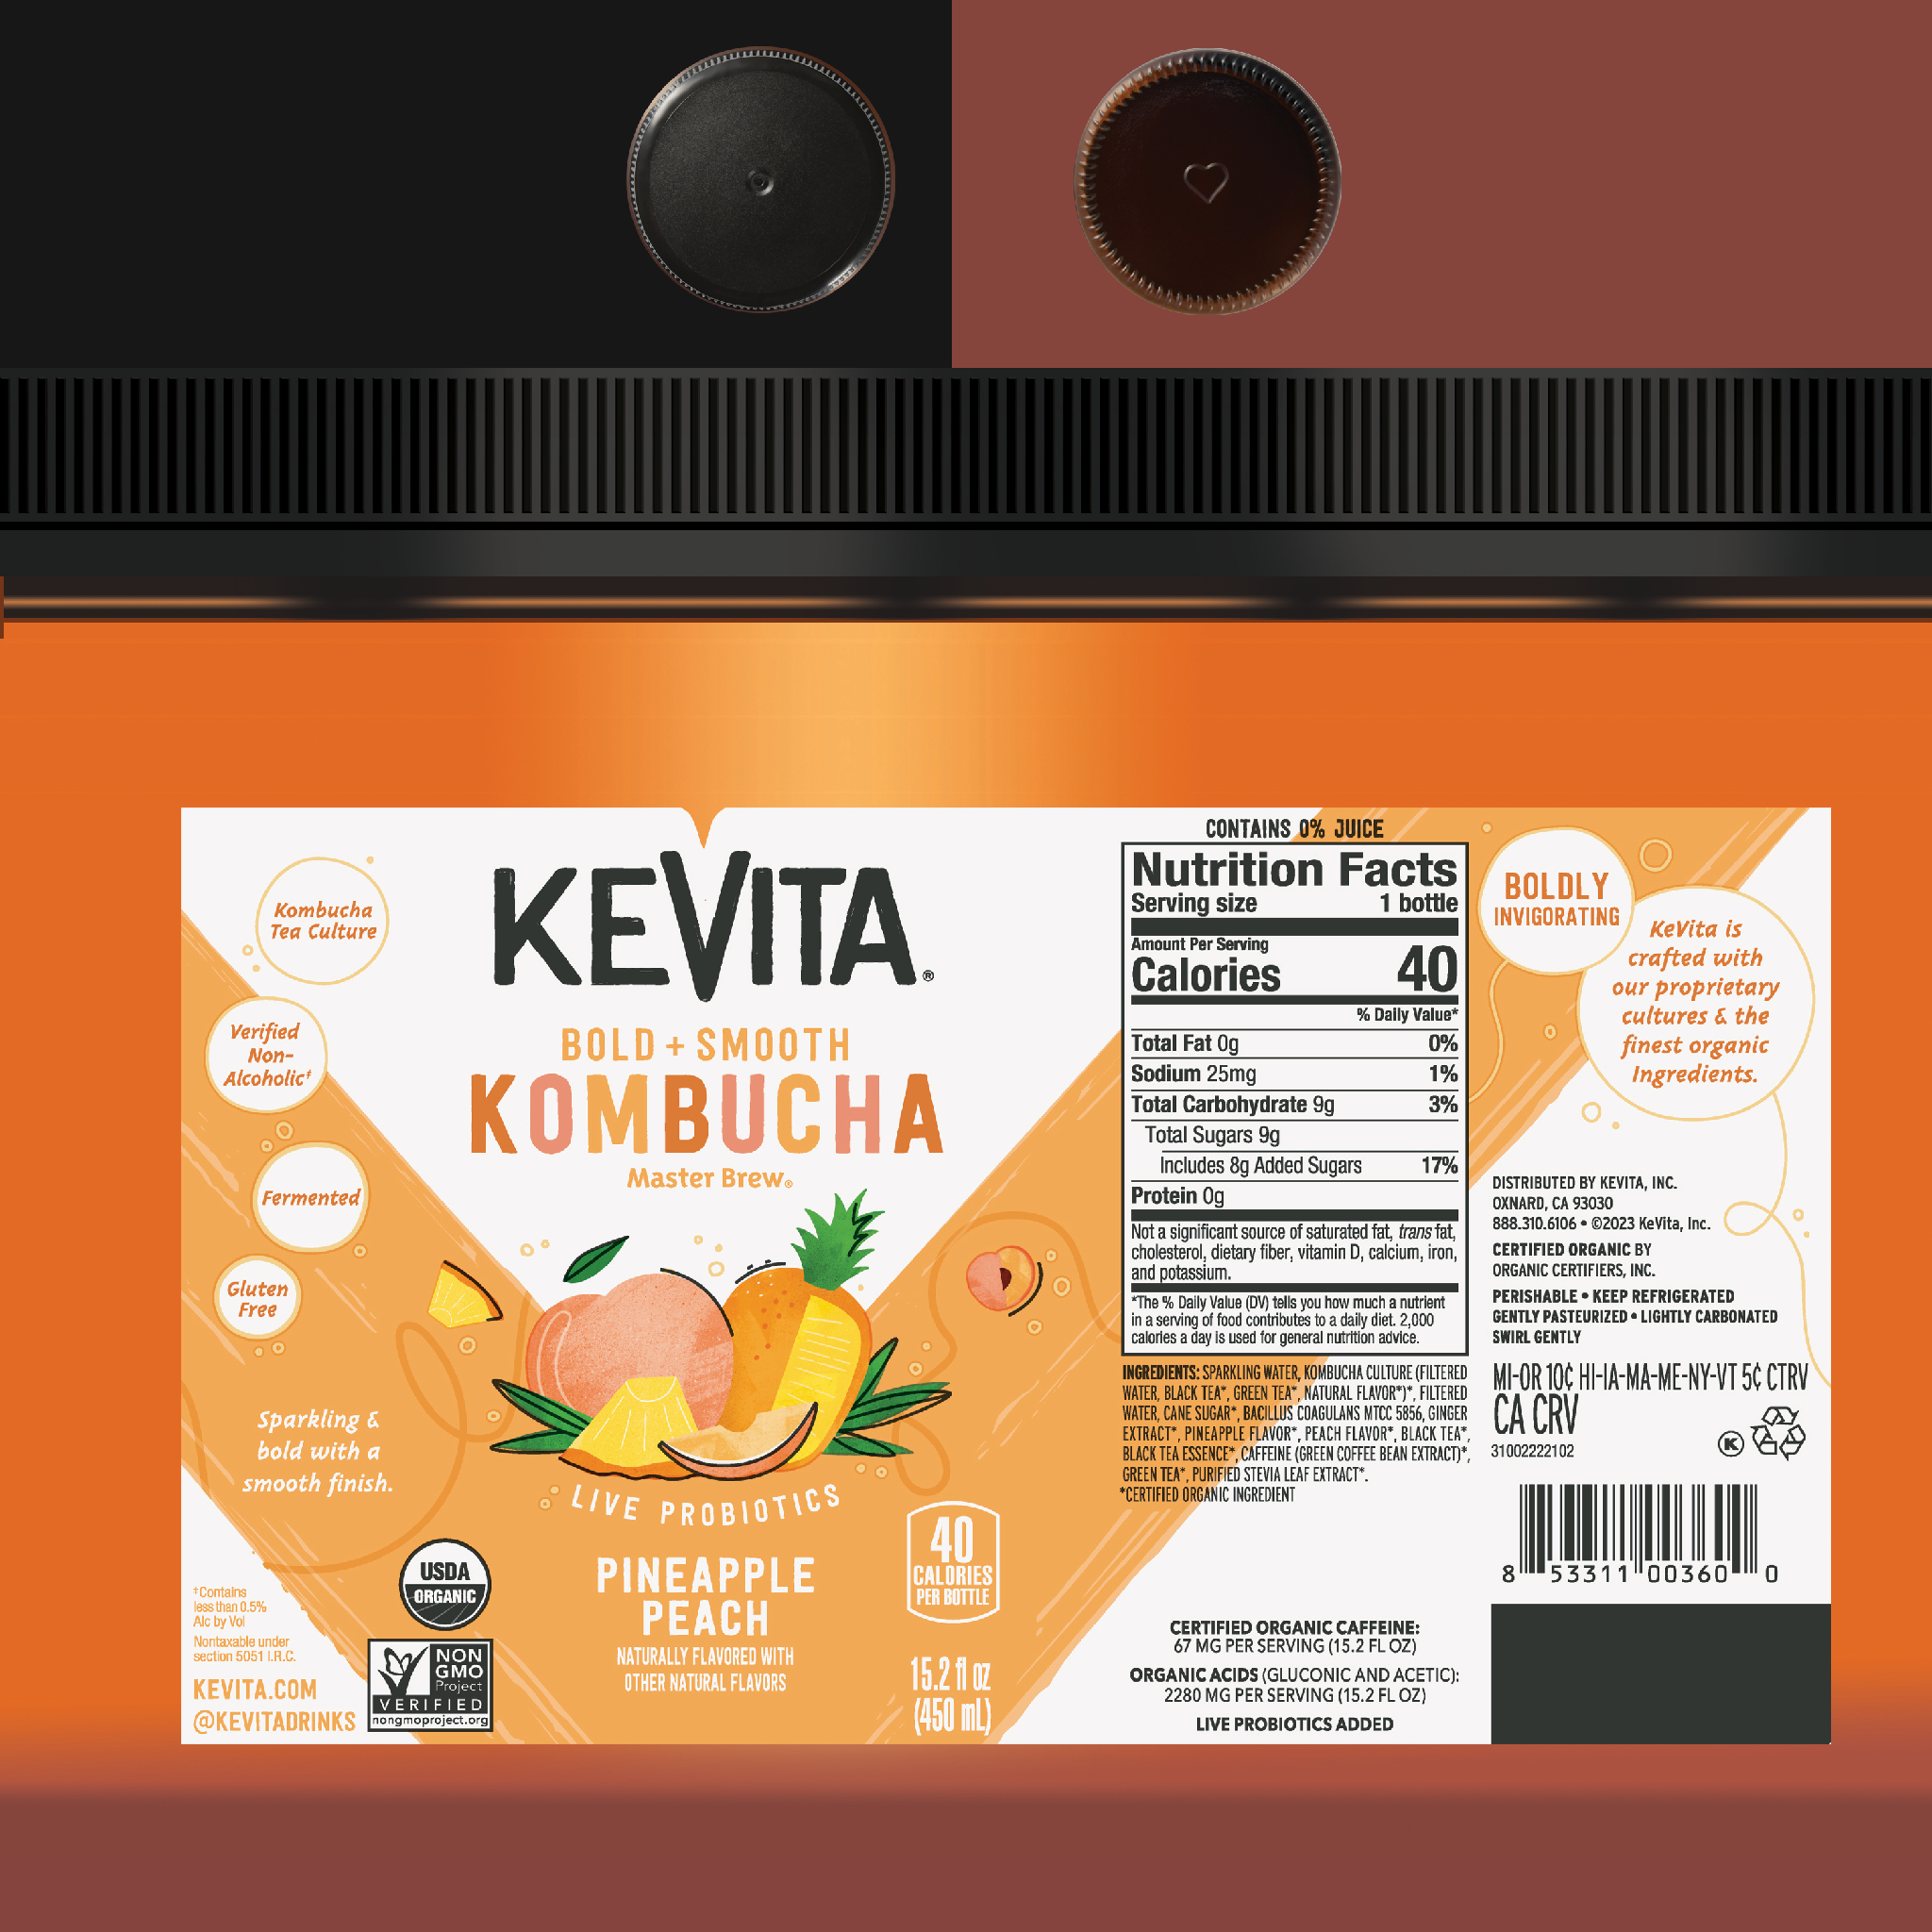 Kombucha
Tea Culture
Verified
Non-
Alcoholic†
Fermented
Gluten
Free
Sparkling &
bold with a
smooth finish.
†Contains
less than 0.5%
Alc by Vol
Nontaxable under
section 5051 I.R.C.
KEVITA.COM
@KEVITADRINKS
USDA
ORGANIC
NON
GMO
Project
VERIFIED
nongmoproject.org
KEVITA®
BOLD + SMOOTH
KOMBUCHA
Master Brew®
LIVE PROBIOTICS
PINEAPPLE
PEACH
NATURALLY FLAVORED WITH
OTHER NATURAL FLAVORS
40
CALORIES
PER BOTTLE
15.2 fl oz
(450 mL)
CONTAINS 0% JUICE
Nutrition Facts
Serving size 1 bottle
Amount Per Serving
Calories 40
% Daily Value*
Total Fat 0g 0%
Sodium 25mg 1%
Total Carbohydrate 9g 3%
Total Sugars 9g
Includes 8g Added Sugars 17%
Protein 0g
Not a significant source of saturated fat, trans fat,
cholesterol, dietary fiber, vitamin D, calcium, iron,
and potassium.
*The % Daily Value (DV) tells you how much a nutrient
in a serving of food contributes to a daily diet. 2,000
calories a day is used for general nutrition advice.
INGREDIENTS: SPARKLING WATER, KOMBUCHA CULTURE (FILTERED
WATER, BLACK TEA*, GREEN TEA*, NATURAL FLAVOR*)*, FILTERED
WATER, CANE SUGAR*, BACILLUS COAGULANS MTCC 5856, GINGER
EXTRACT*, PINEAPPLE FLAVOR*, PEACH FLAVOR*, BLACK TEA*,
BLACK TEA ESSENCE*, CAFFEINE (GREEN COFFEE BEAN EXTRACT)*,
GREEN TEA*, PURIFIED STEVIA LEAF EXTRACT*.
*CERTIFIED ORGANIC INGREDIENT
CERTIFIED ORGANIC CAFFEINE:
67 MG PER SERVING (15.2 FL OZ)
ORGANIC ACIDS (GLUCONIC AND ACETIC):
2280 MG PER SERVING (15.2 FL OZ)
LIVE PROBIOTICS ADDED
BOLDLY
INVIGORATING
KeVita is
crafted with
our proprietary
cultures & the
finest organic
Ingredients.
DISTRIBUTED BY KEVITA, INC.
OXNARD, CA 93030
888.310.6106 • ©2023 KeVita, Inc.
CERTIFIED ORGANIC BY
ORGANIC CERTIFIERS, INC.
PERISHABLE • KEEP REFRIGERATED
GENTLY PASTEURIZED • LIGHTLY CARBONATED
SWIRL GENTLY
MI-OR 10¢ HI-IA-MA-ME-NY-VT 5¢ CTRV
CA CRV
31002222102
K
8 53311 00360 0